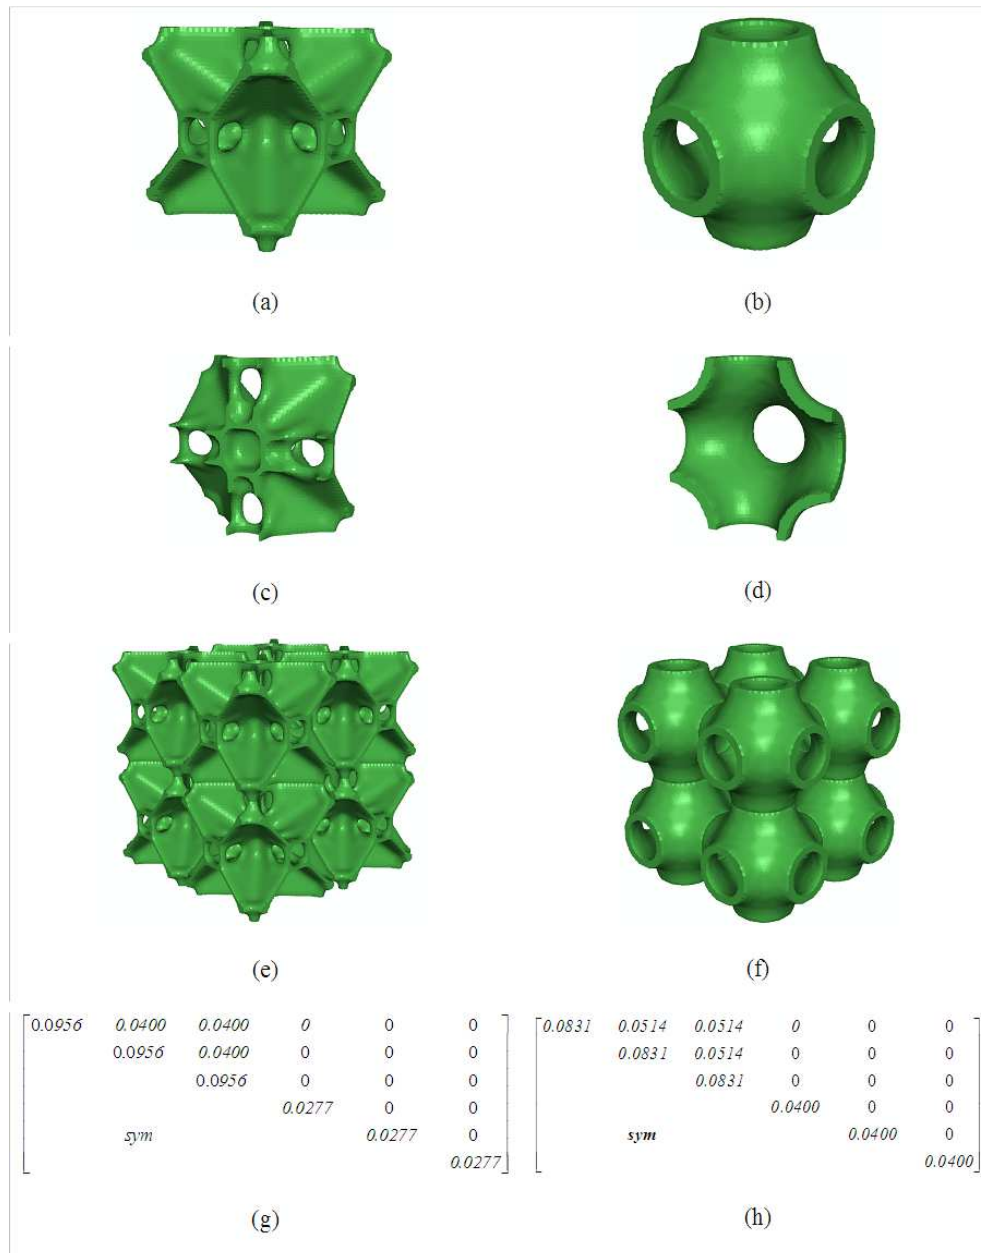 (a) (b)
(c) (d)
(e) (f)
0.0956 0.0400 0.0400 0 0 0
0.0956 0.0400 0 0 0
0.0956 0 0 0
0.0277 0 0
sym 0.0277 0
0.0277
0.0831 0.0514 0.0514 0 0 0
0.0831 0.0514 0 0 0
0.0831 0 0 0
0.0400 0 0
sym 0.0400 0
0.0400
(g) (h)